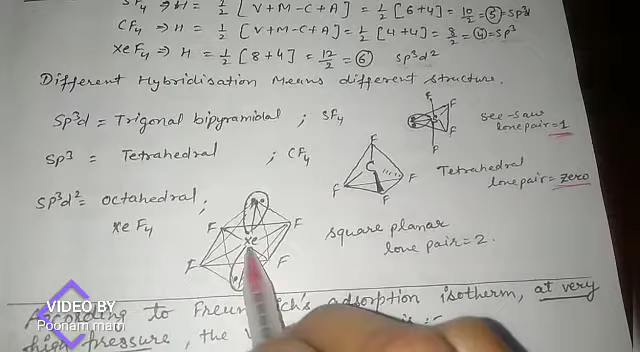 SF₄ ⇒ H = 1/2 [V+M-C+A] = 1/2 [6+4] = 10/2 = ⑤ = sp³d
CF₄ ⇒ H = 1/2 [V+M-C+A] = 1/2 [4+4] = 8/2 = ④ = sp³
XeF₄ ⇒ H = 1/2 [8+4] = 12/2 = ⑥ sp³d²
Different Hybridisation Means different structure.
Sp³d = Trigonal bipyramidal ; SF₄
see-saw
lone pair = 1
Sp³ = Tetrahedral ; CF₄
Tetrahedral
lone pair = zero
Sp³d² = octahedral ;
XeF₄
square planar
lone pair = 2.
F
F
S
F
F
F
C
F
F
F
F
F
Xe
F
F
According to adsorption isotherm, at very
high pressure, the
VIDEO BY
Poonam mam